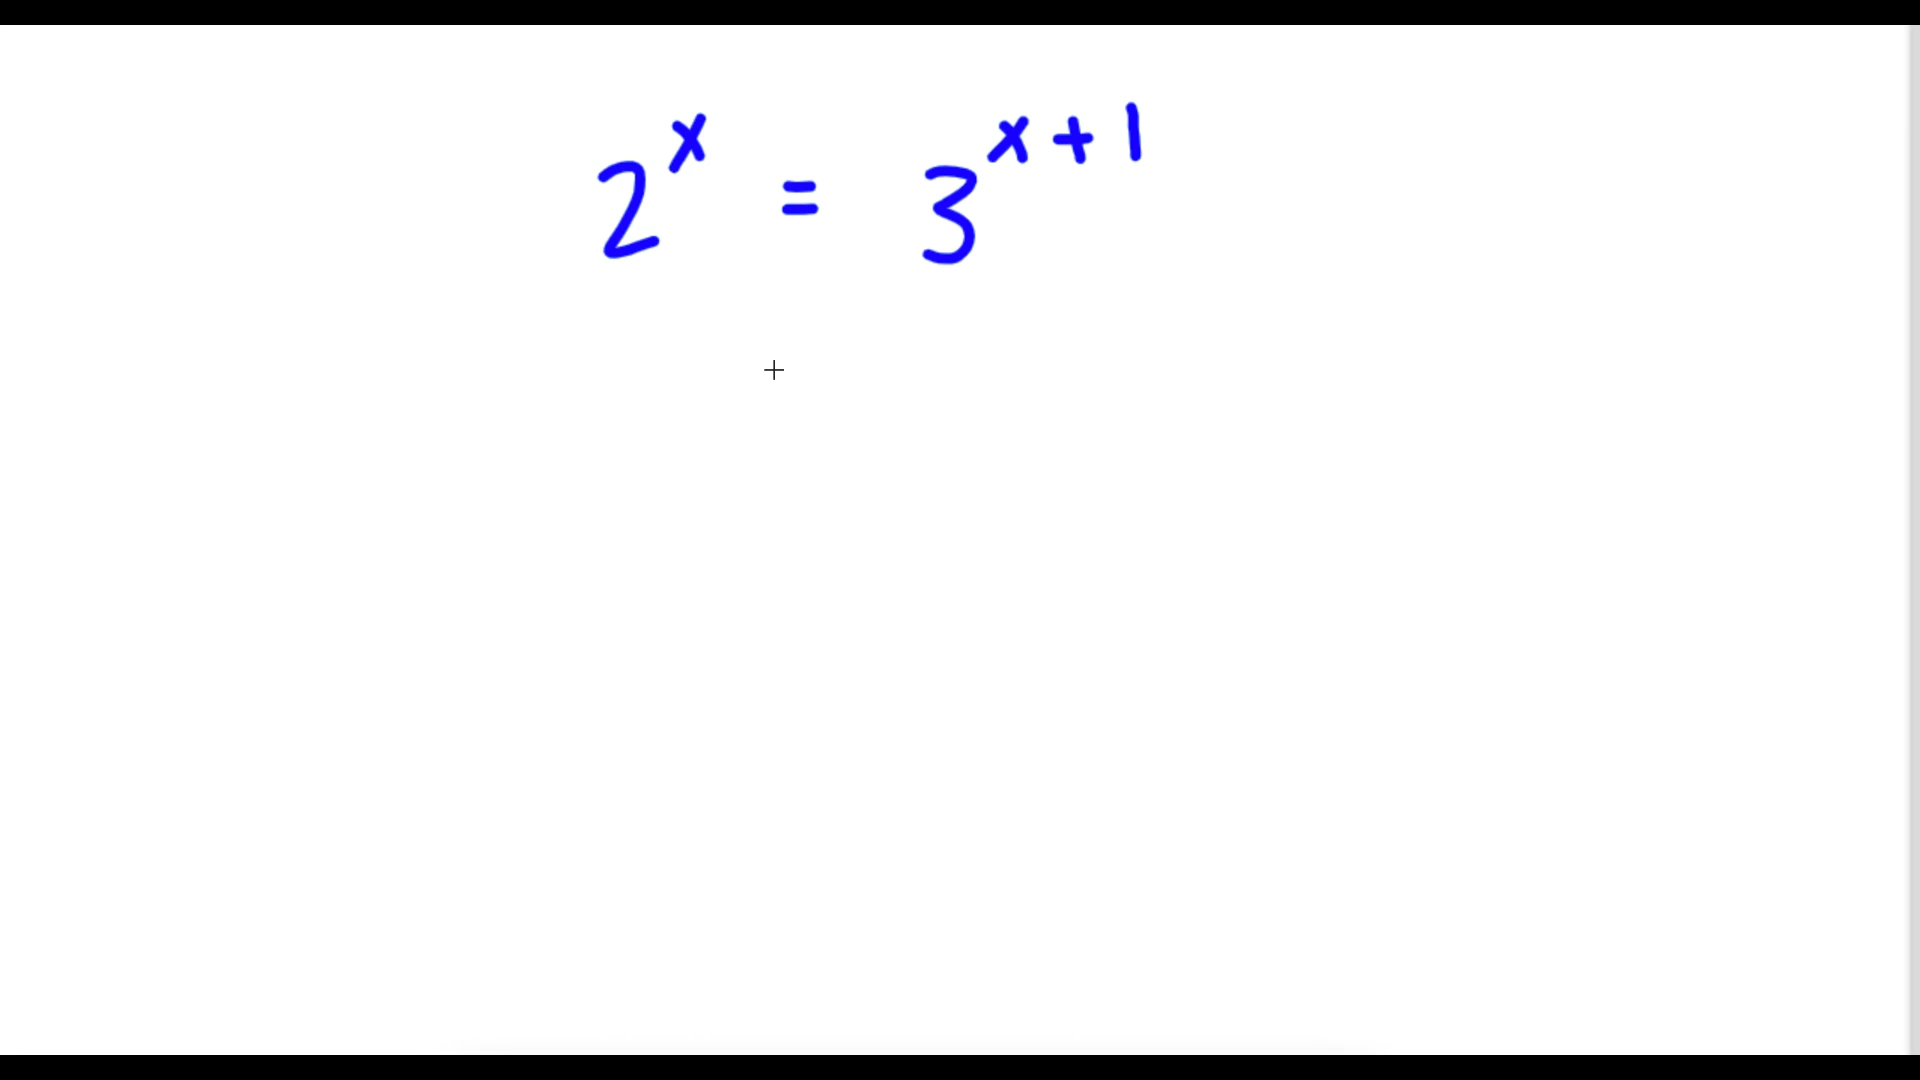 2^x = 3^{x+1}